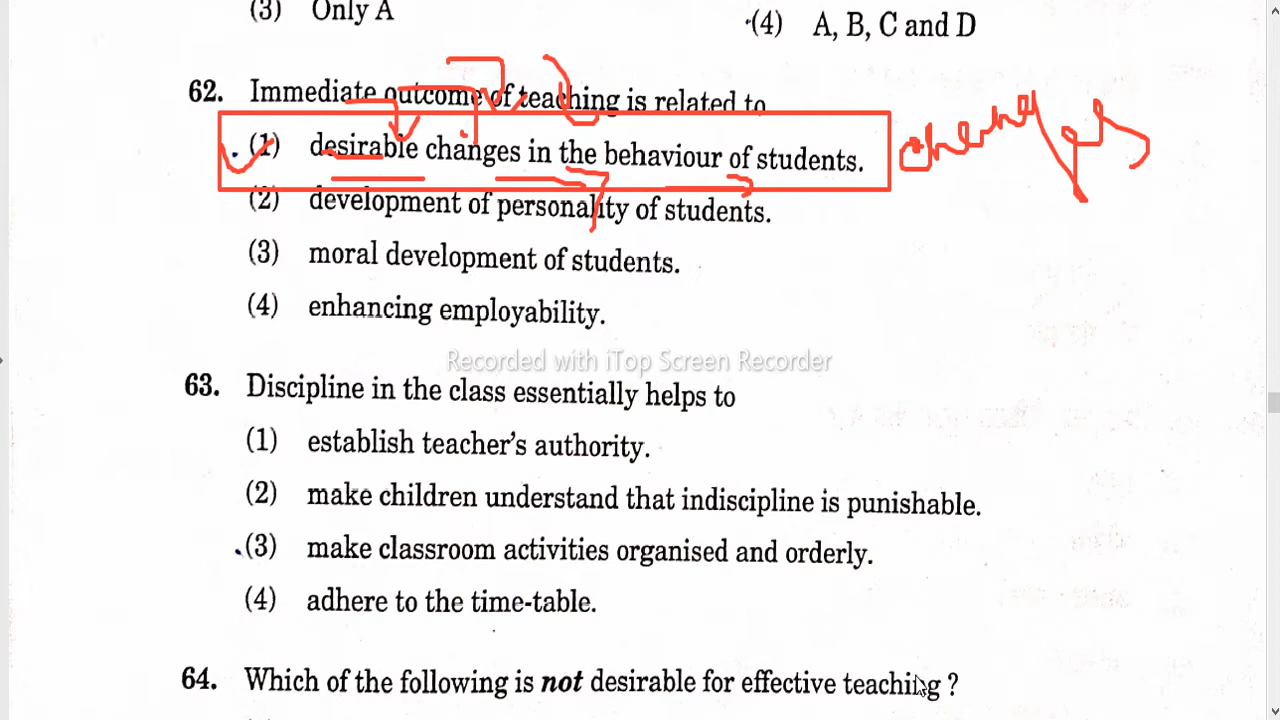 (3) Only A
(4) A, B, C and D
62. Immediate outcome of teaching is related to
(1) desirable changes in the behaviour of students.
(2) development of personality of students.
(3) moral development of students.
(4) enhancing employability.
Recorded with iTop Screen Recorder
63. Discipline in the class essentially helps to
(1) establish teacher's authority.
(2) make children understand that indiscipline is punishable.
(3) make classroom activities organised and orderly.
(4) adhere to the time-table.
64. Which of the following is not desirable for effective teaching ?